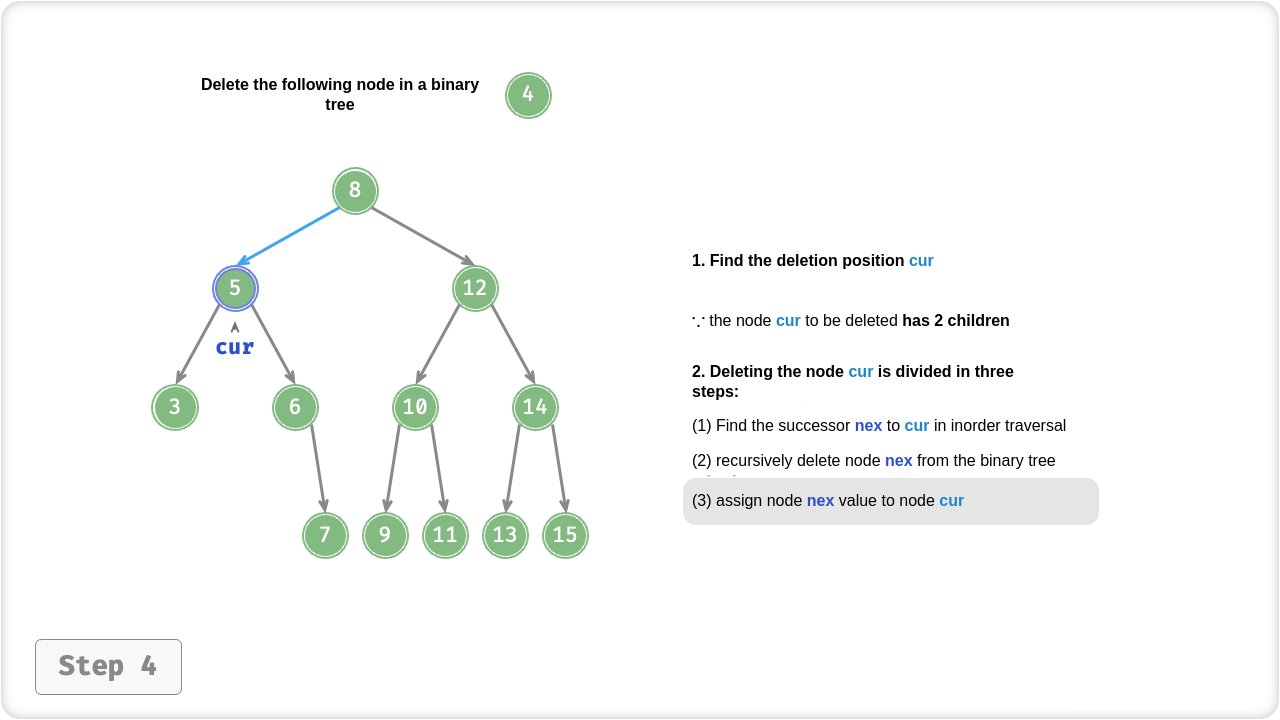 Delete the following node in a binary
tree
4
8
5
12
^
cur
3
6
10
14
7
9
11
13
15
1. Find the deletion position cur
∵ the node cur to be deleted has 2 children
2. Deleting the node cur is divided in three
steps:
(1) Find the successor nex to cur in inorder traversal
(2) recursively delete node nex from the binary tree
(3) assign node nex value to node cur
Step 4